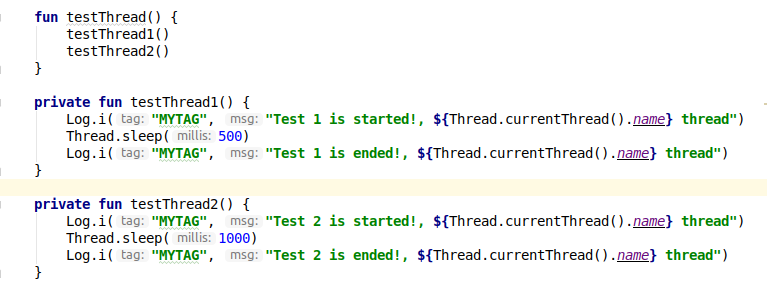 fun testThread() {
testThread1()
testThread2()
}
private fun testThread1() {
Log.i( tag: "MYTAG", msg: "Test 1 is started!, ${Thread.currentThread().name} thread")
Thread.sleep( millis: 500)
Log.i( tag: "MYTAG", msg: "Test 1 is ended!, ${Thread.currentThread().name} thread")
}
private fun testThread2() {
Log.i( tag: "MYTAG", msg: "Test 2 is started!, ${Thread.currentThread().name} thread")
Thread.sleep( millis: 1000)
Log.i( tag: "MYTAG", msg: "Test 2 is ended!, ${Thread.currentThread().name} thread")
}